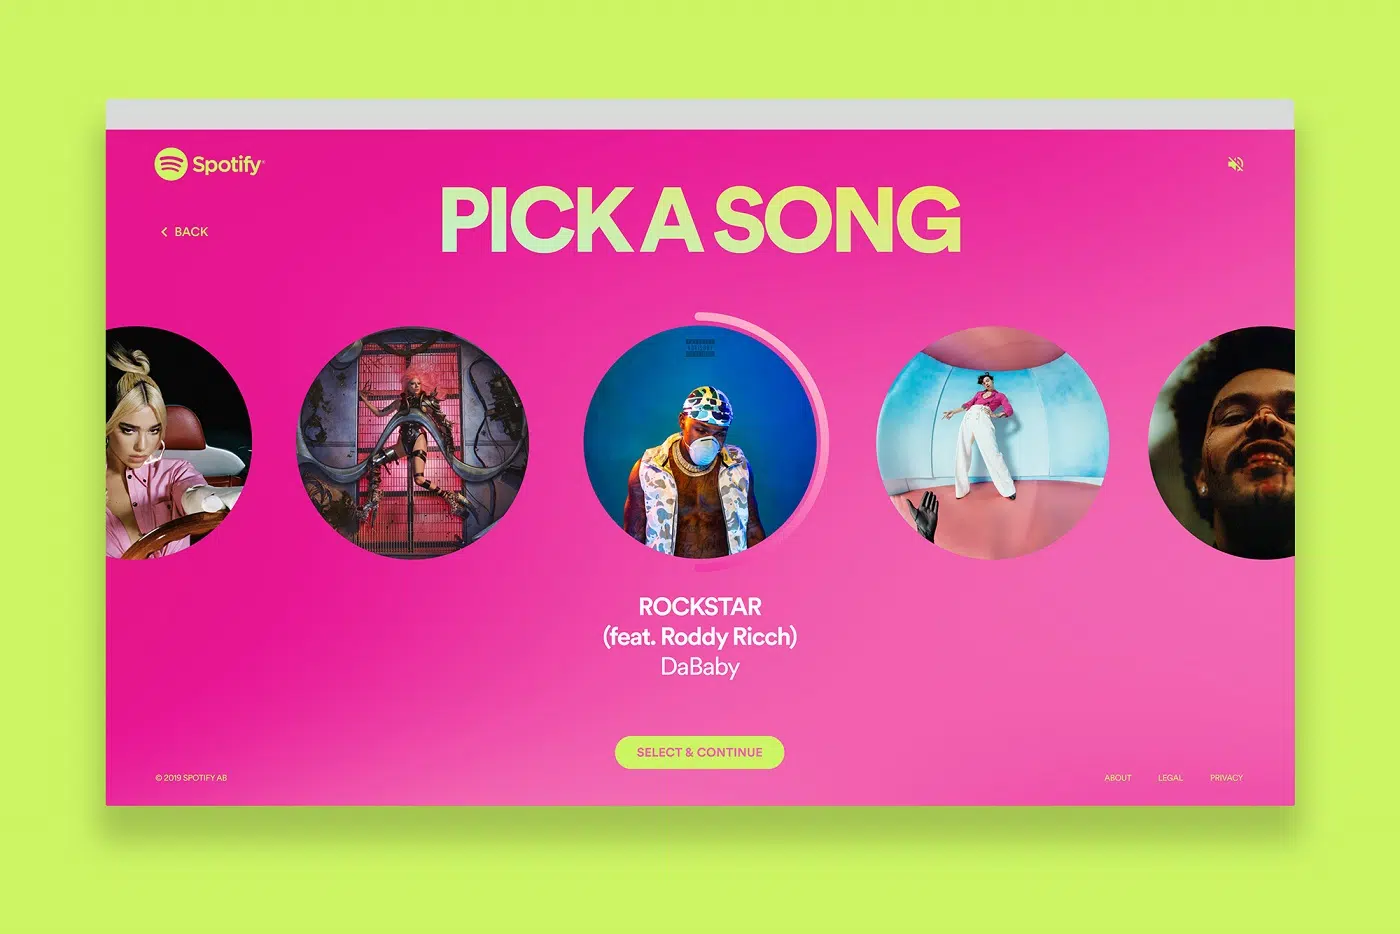 Spotify®
PICK A SONG
BACK
ROCKSTAR
(feat. Roddy Ricch)
DaBaby
SELECT & CONTINUE
© 2019 SPOTIFY AB
ABOUT LEGAL PRIVACY